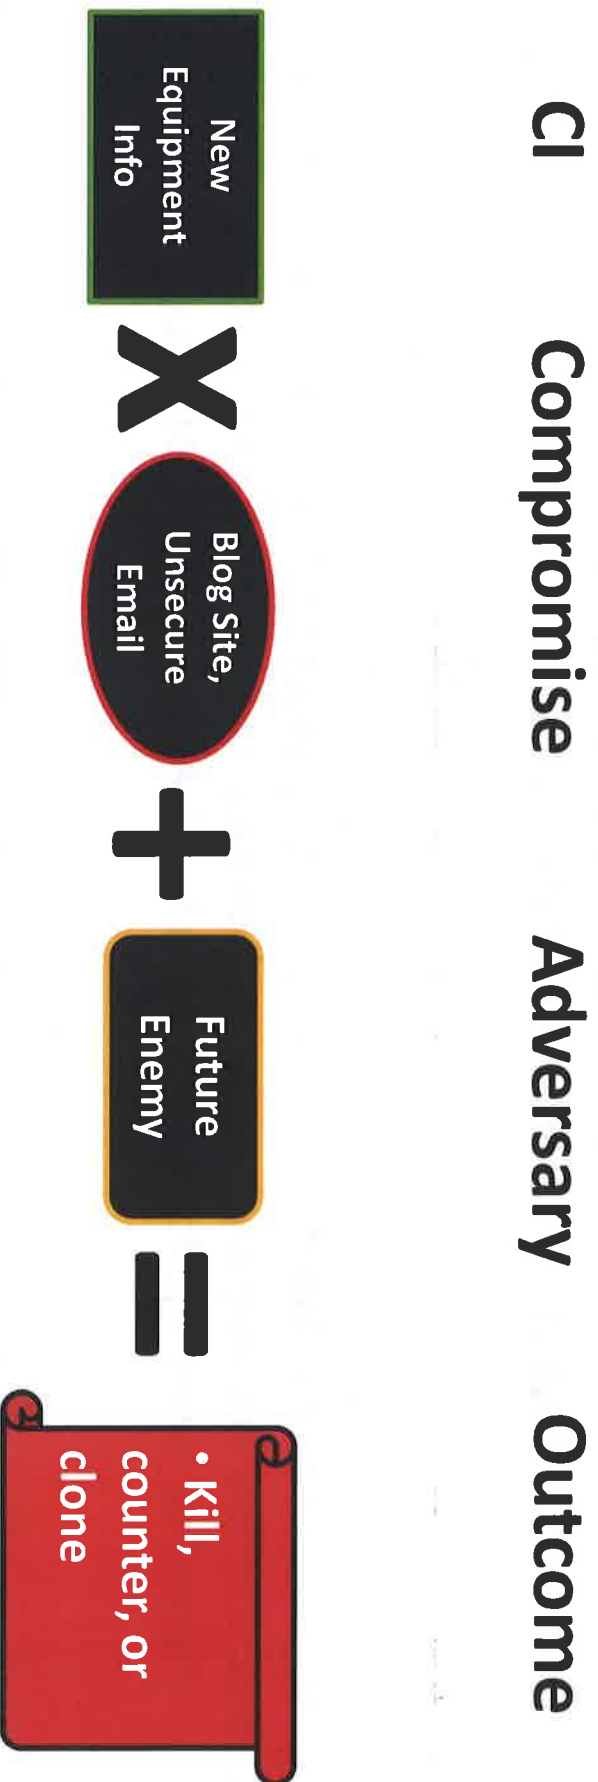 CI
Compromise
Adversary
Outcome
New
Equipment
Info
X
Blog Site,
Unsecure
Email
+
Future
Enemy
=
• Kill,
counter, or
clone